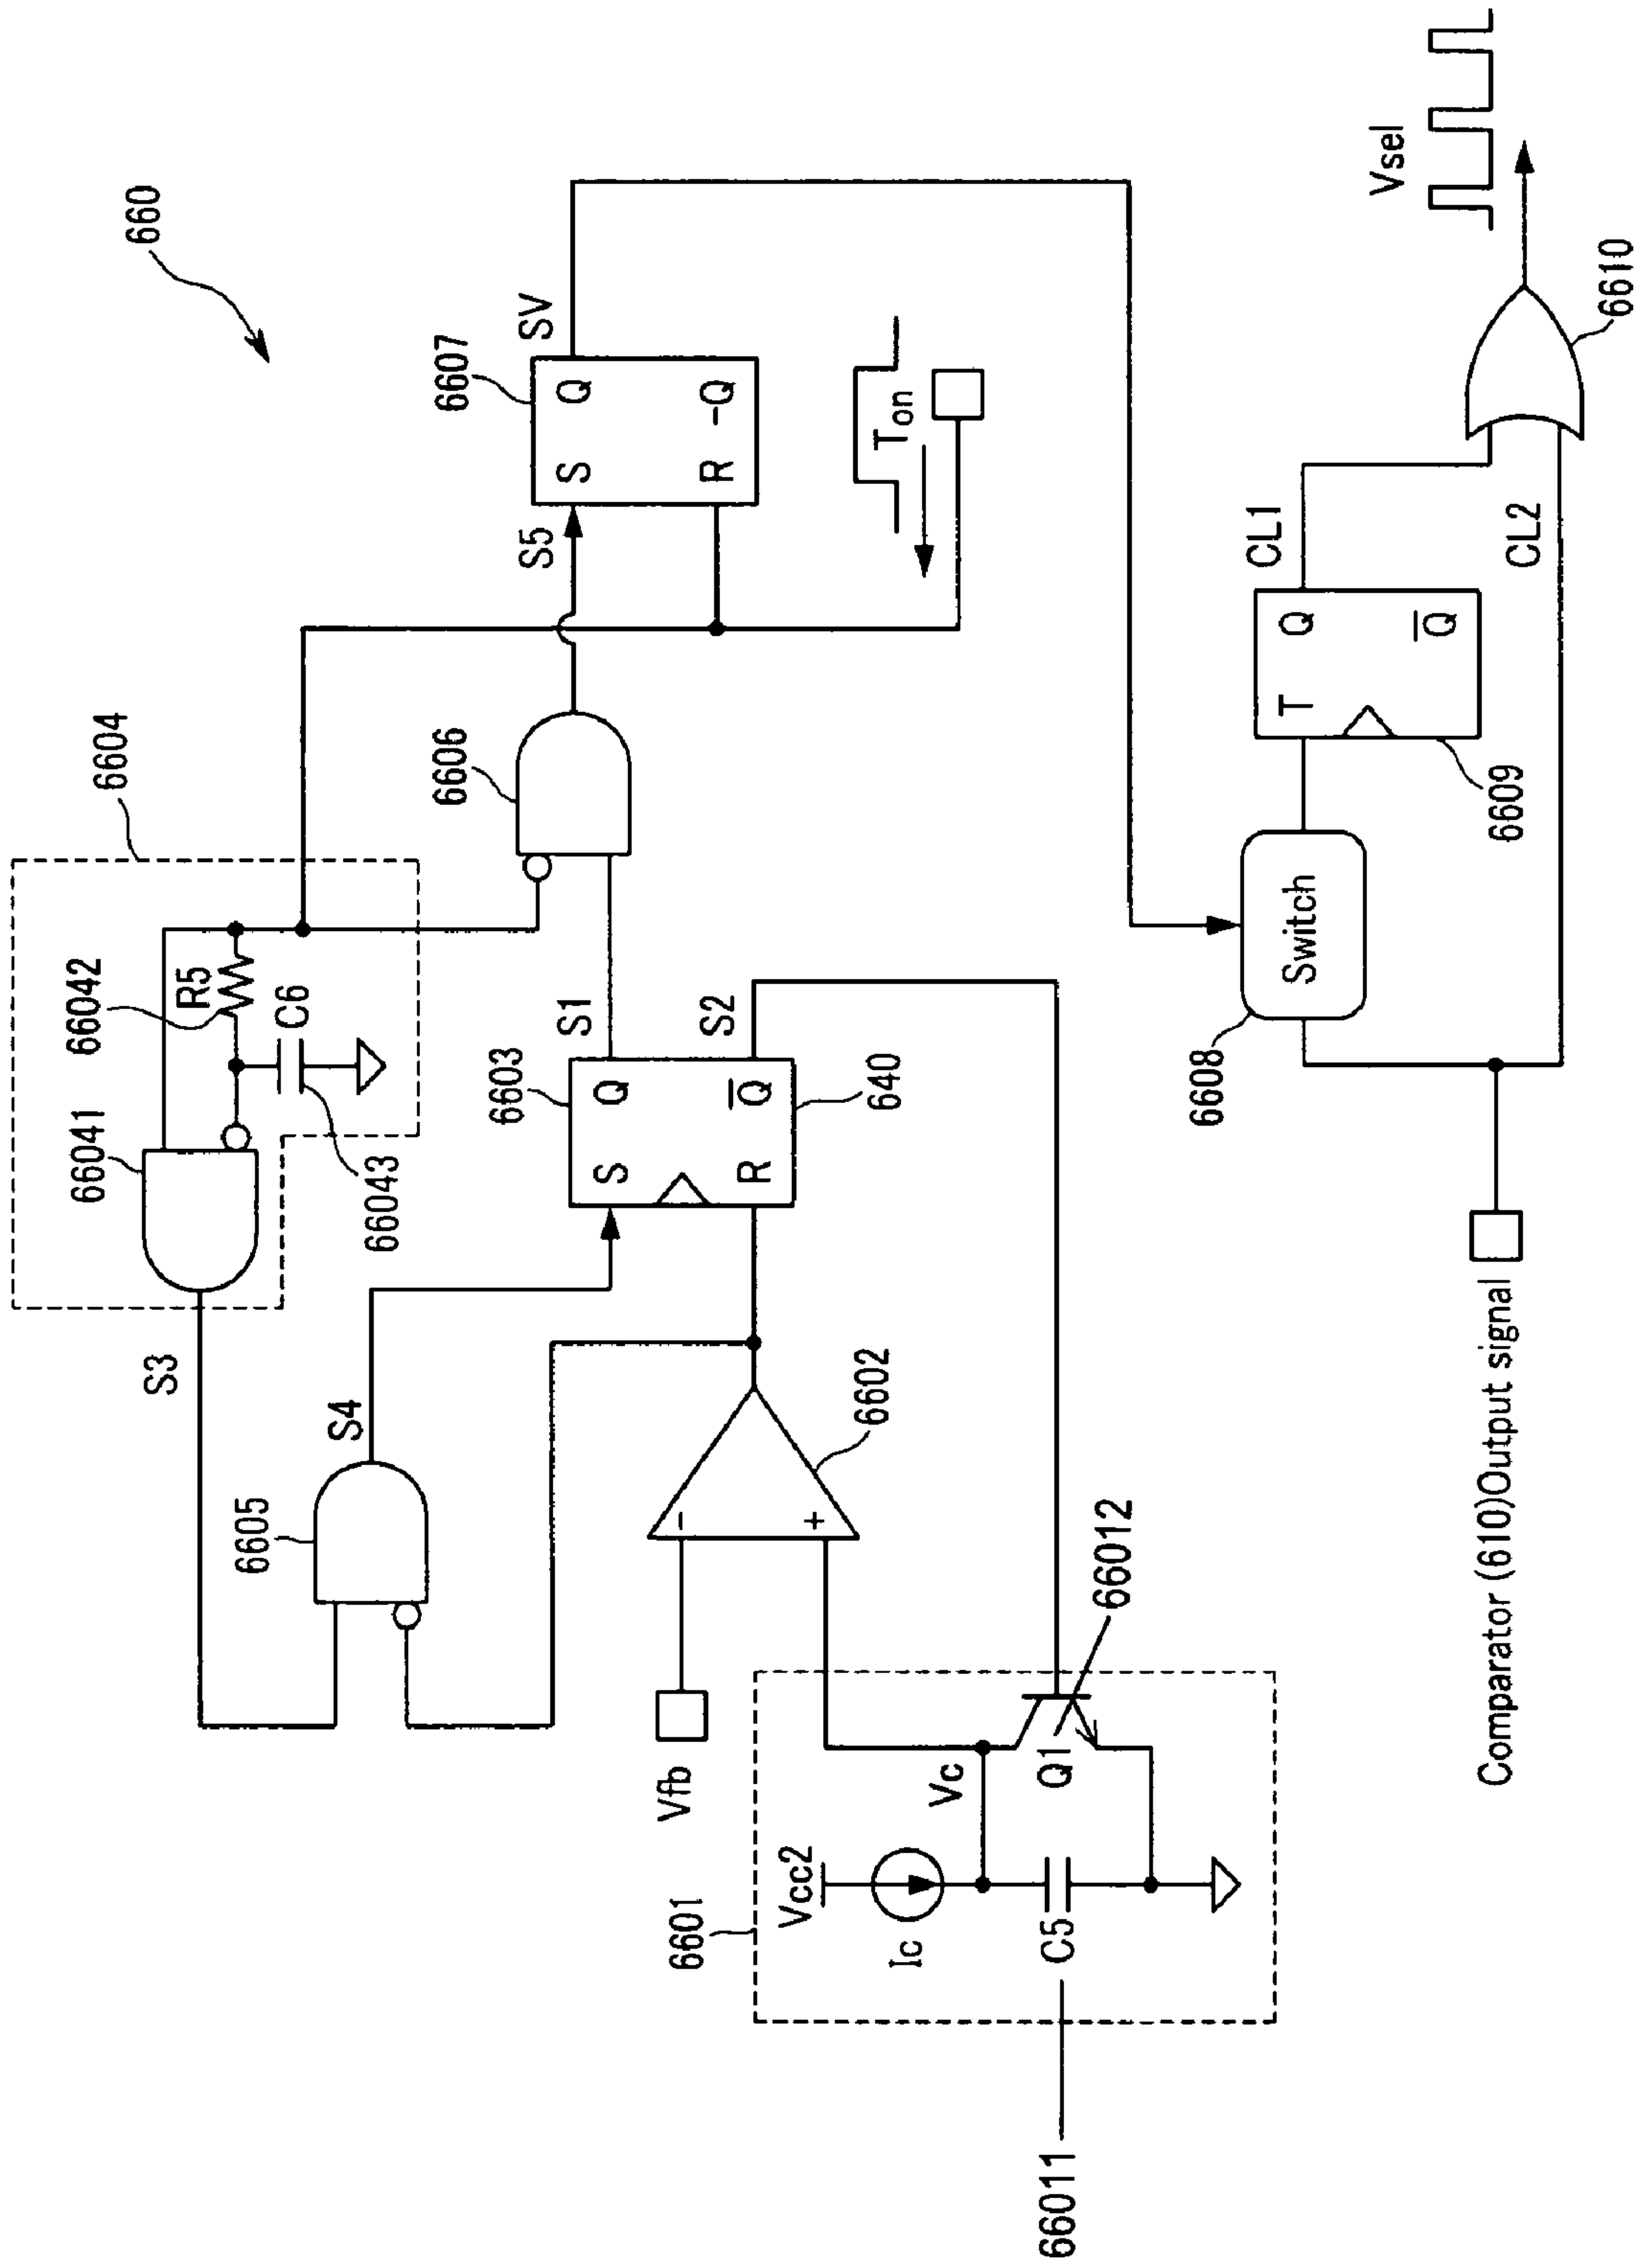 660
6604
66042
R5
C6
66041
66043
S3
6605
S4
6606
6607
S5
SV
S
Q
R
-Q
Ton
6603
S
Q
R
Q̅
S1
S2
640
Vfb
-
+
6602
6601
Vcc2
Ic
Vc
C5
Q1
66012
66011
6608
Switch
T
Q
Q̅
6609
CL1
CL2
6610
Vsel
Comparator (610)Output signal